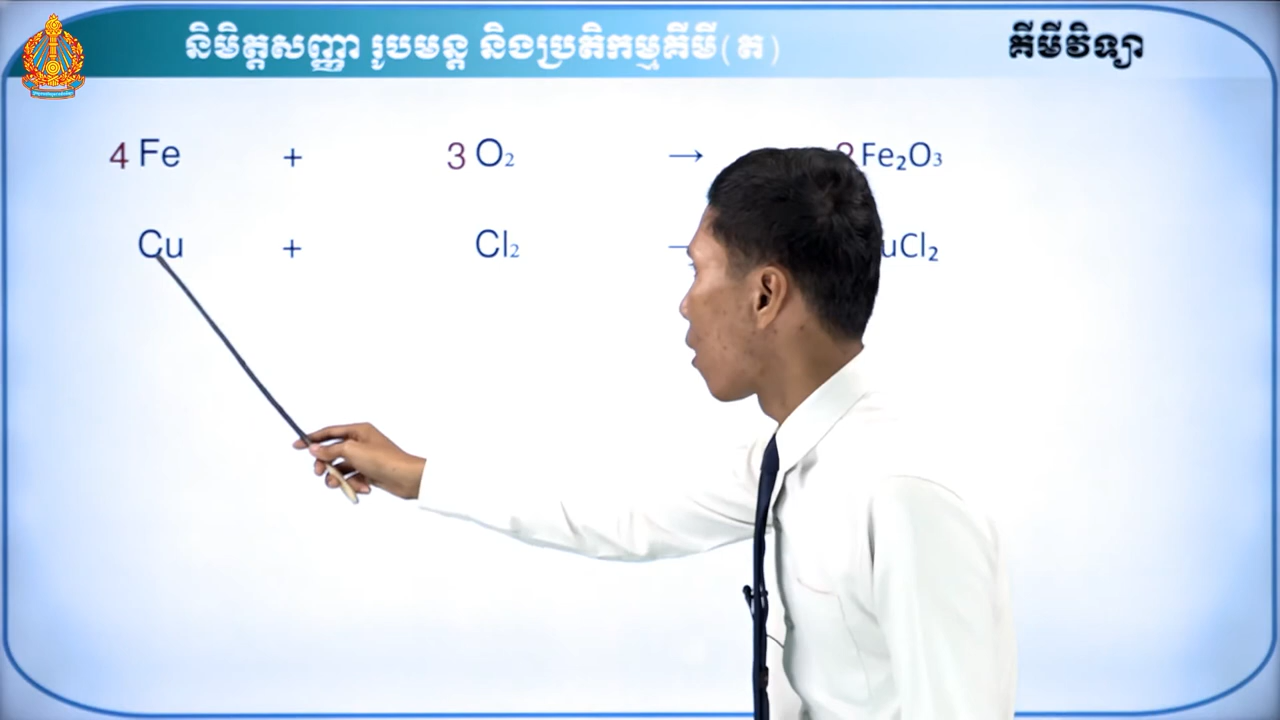 និមិត្តសញ្ញា រូបមន្ត និងប្រតិកម្មគីមី(ត)
គីមីវិទ្យា
4 Fe + 3 O₂ → Fe₂O₃
Cu + Cl₂ uCl₂